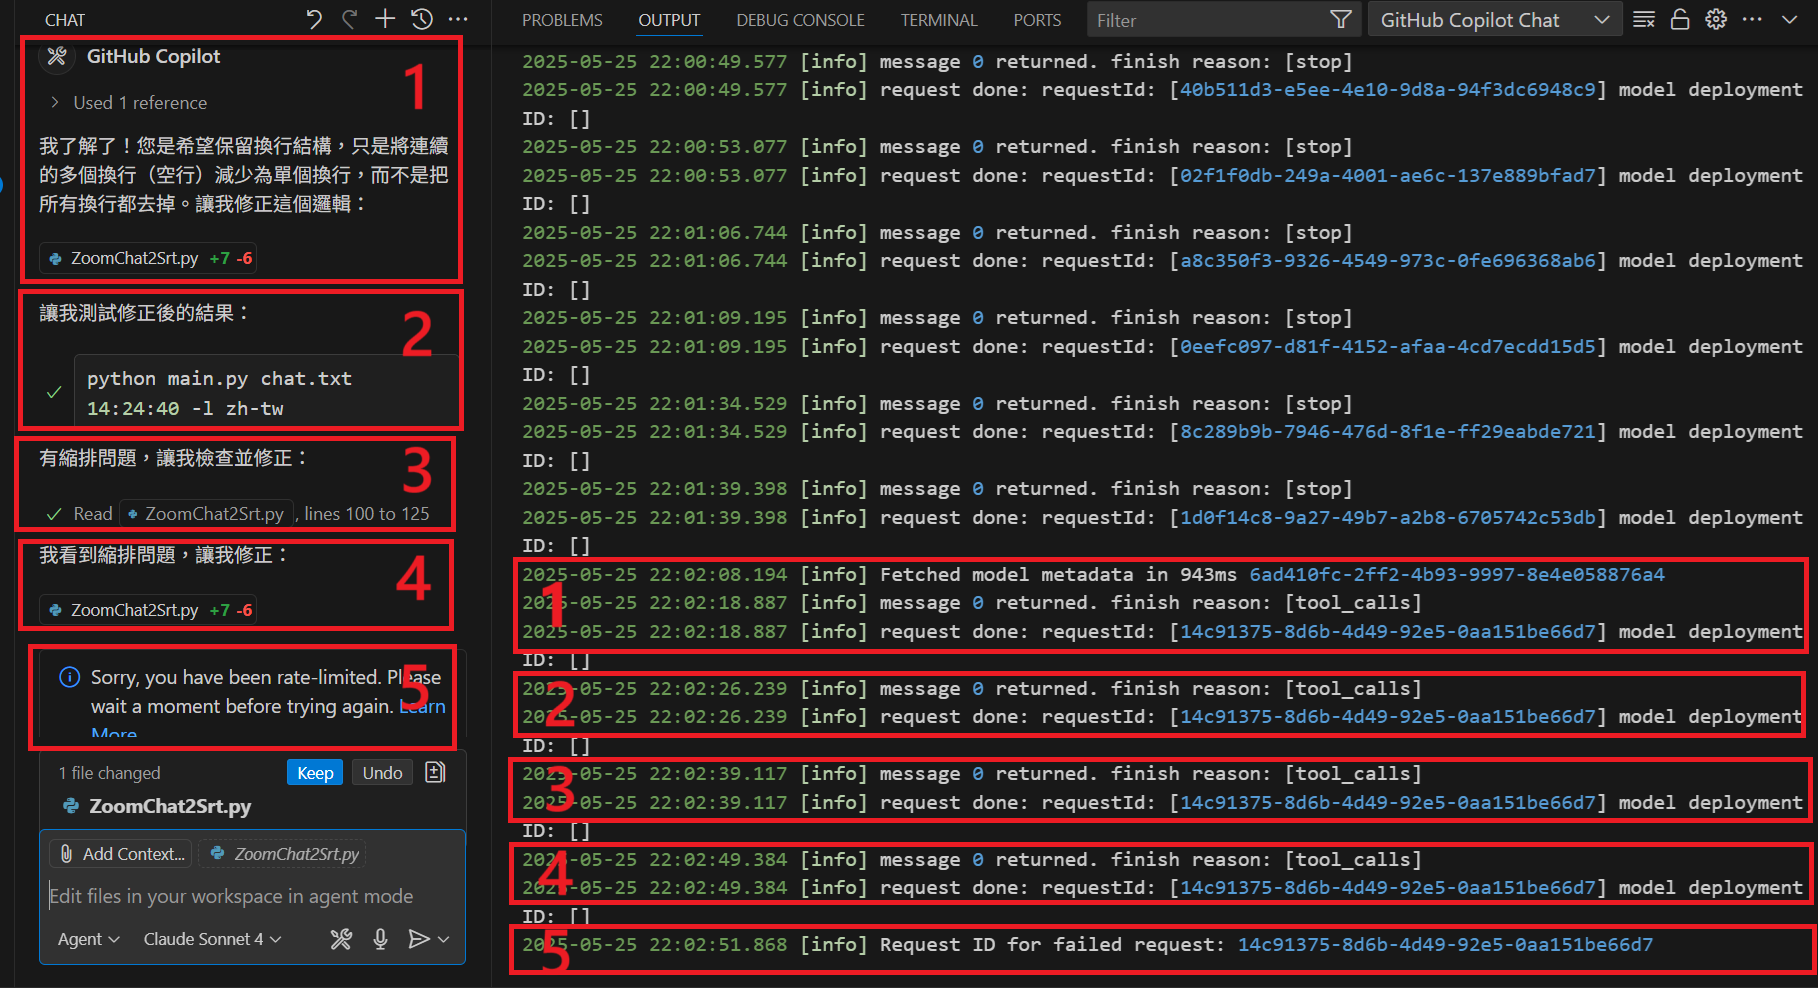 CHAT
GitHub Copilot
1
Used 1 reference
我了解了！您是希望保留換行結構，只是將連續
的多個換行（空行）減少為單個換行，而不是把
所有換行都去掉。讓我修正這個邏輯：
ZoomChat2Srt.py +7 -6
讓我測試修正後的結果：
2
python main.py chat.txt
14:24:40 -l zh-tw
有縮排問題，讓我檢查並修正：
3
Read ZoomChat2Srt.py , lines 100 to 125
我看到縮排問題，讓我修正：
4
ZoomChat2Srt.py +7 -6
Sorry, you have been rate-limited. Please
5
wait a moment before trying again. Learn
More
1 file changed
Keep
Undo
ZoomChat2Srt.py
Add Context...
ZoomChat2Srt.py
Edit files in your workspace in agent mode
Agent
Claude Sonnet 4
PROBLEMS OUTPUT DEBUG CONSOLE TERMINAL PORTS
Filter
GitHub Copilot Chat
2025-05-25 22:00:49.577 [info] message 0 returned. finish reason: [stop]
2025-05-25 22:00:49.577 [info] request done: requestId: [40b511d3-e5ee-4e10-9d8a-94f3dc6948c9] model deployment
ID: []
2025-05-25 22:00:53.077 [info] message 0 returned. finish reason: [stop]
2025-05-25 22:00:53.077 [info] request done: requestId: [02f1f0db-249a-4001-ae6c-137e889bfad7] model deployment
ID: []
2025-05-25 22:01:06.744 [info] message 0 returned. finish reason: [stop]
2025-05-25 22:01:06.744 [info] request done: requestId: [a8c350f3-9326-4549-973c-0fe696368ab6] model deployment
ID: []
2025-05-25 22:01:09.195 [info] message 0 returned. finish reason: [stop]
2025-05-25 22:01:09.195 [info] request done: requestId: [0eefc097-d81f-4152-afaa-4cd7ecdd15d5] model deployment
ID: []
2025-05-25 22:01:34.529 [info] message 0 returned. finish reason: [stop]
2025-05-25 22:01:34.529 [info] request done: requestId: [8c289b9b-7946-476d-8f1e-ff29eabde721] model deployment
ID: []
2025-05-25 22:01:39.398 [info] message 0 returned. finish reason: [stop]
2025-05-25 22:01:39.398 [info] request done: requestId: [1d0f14c8-9a27-49b7-a2b8-6705742c53db] model deployment
ID: []
2025-05-25 22:02:08.194 [info] Fetched model metadata in 943ms 6ad410fc-2ff2-4b93-9997-8e4e058876a4
1
2025-05-25 22:02:18.887 [info] message 0 returned. finish reason: [tool_calls]
2025-05-25 22:02:18.887 [info] request done: requestId: [14c91375-8d6b-4d49-92e5-0aa151be66d7] model deployment
ID: []
2025-05-25 22:02:26.239 [info] message 0 returned. finish reason: [tool_calls]
2
2025-05-25 22:02:26.239 [info] request done: requestId: [14c91375-8d6b-4d49-92e5-0aa151be66d7] model deployment
ID: []
2025-05-25 22:02:39.117 [info] message 0 returned. finish reason: [tool_calls]
3
2025-05-25 22:02:39.117 [info] request done: requestId: [14c91375-8d6b-4d49-92e5-0aa151be66d7] model deployment
ID: []
2025-05-25 22:02:49.384 [info] message 0 returned. finish reason: [tool_calls]
4
2025-05-25 22:02:49.384 [info] request done: requestId: [14c91375-8d6b-4d49-92e5-0aa151be66d7] model deployment
ID: []
2025-05-25 22:02:51.868 [info] Request ID for failed request: 14c91375-8d6b-4d49-92e5-0aa151be66d7
5